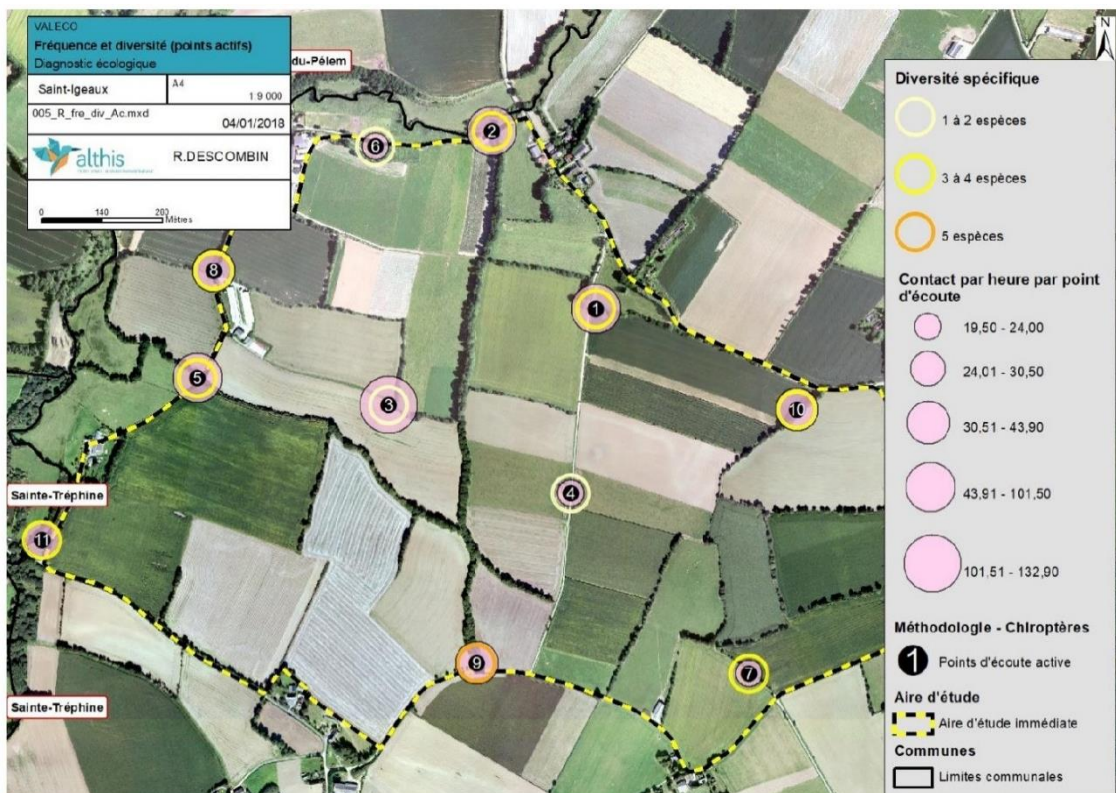 VALECO
Fréquence et diversité (points actifs)
Diagnostic écologique
Saint-Igeaux
A4
1:9 000
005_R_fre_div_Ac.mxd
04/01/2018
althis
R.DESCOMBIN
0 140 280
Mètres
du-Pélem
N
6
2
8
1
5
3
10
4
Sainte-Tréphine
11
9
7
Sainte-Tréphine
Diversité spécifique
1 à 2 espèces
3 à 4 espèces
5 espèces
Contact par heure par point
d'écoute
19,50 - 24,00
24,01 - 30,50
30,51 - 43,90
43,91 - 101,50
101,51 - 132,90
Méthodologie - Chiroptères
1 Points d'écoute active
Aire d'étude
Aire d'étude immédiate
Communes
Limites communales